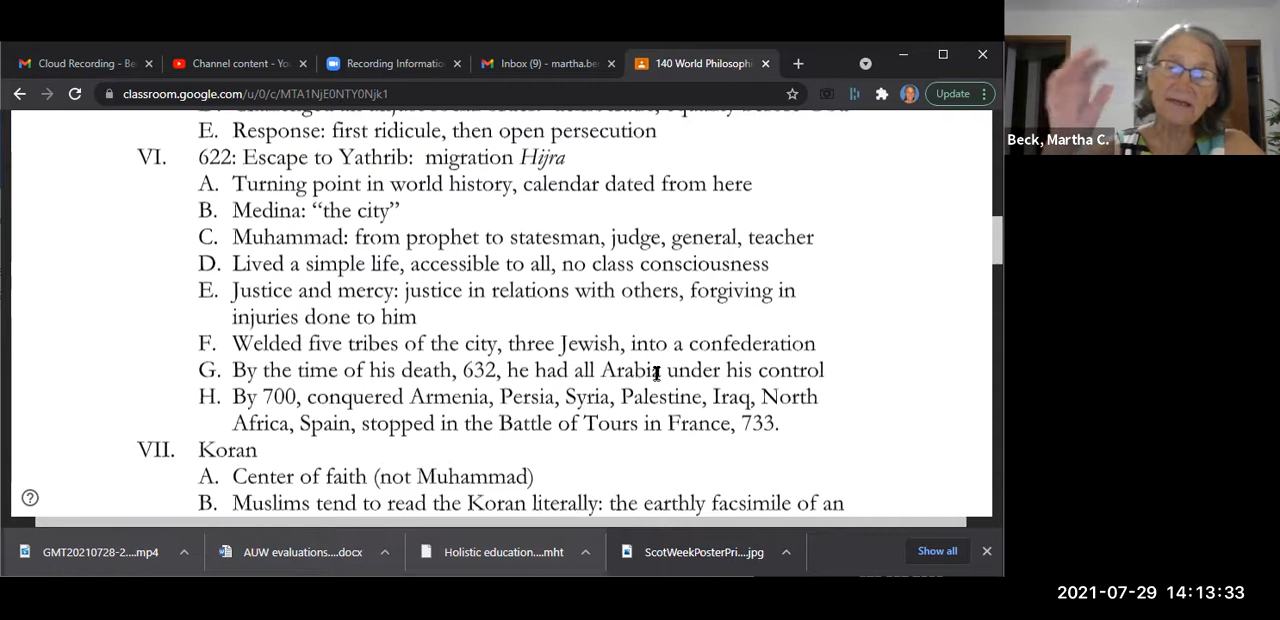 Cloud Recording - Be
Channel content - Yo
Recording Informatio
Inbox (9) - martha.be
140 World Philosophi
classroom.google.com/u/0/c/MTA1NjE0NTY0Njk1
Update
Beck, Martha C.
E. Response: first ridicule, then open persecution
VI. 622: Escape to Yathrib: migration Hijra
A. Turning point in world history, calendar dated from here
B. Medina: “the city”
C. Muhammad: from prophet to statesman, judge, general, teacher
D. Lived a simple life, accessible to all, no class consciousness
E. Justice and mercy: justice in relations with others, forgiving in
injuries done to him
F. Welded five tribes of the city, three Jewish, into a confederation
G. By the time of his death, 632, he had all Arabia under his control
H. By 700, conquered Armenia, Persia, Syria, Palestine, Iraq, North
Africa, Spain, stopped in the Battle of Tours in France, 733.
VII. Koran
A. Center of faith (not Muhammad)
B. Muslims tend to read the Koran literally: the earthly facsimile of an
GMT20210728-2....mp4
AUW evaluations....docx
Holistic education....mht
ScotWeekPosterPri....jpg
Show all
2021-07-29 14:13:33